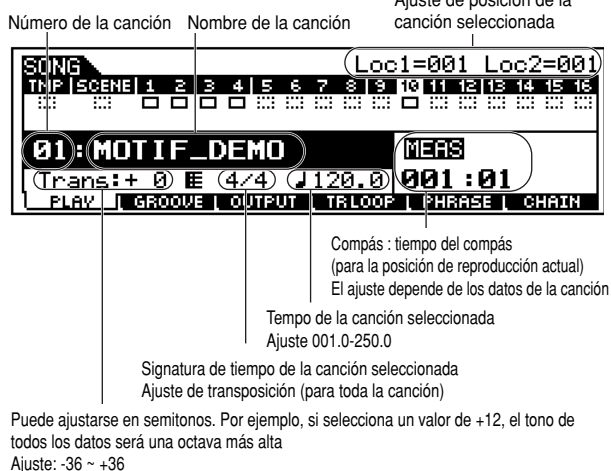 Ajuste de posición de la
Número de la canción Nombre de la canción canción seleccionada
SONG Loc1=001 Loc2=001
TMP SCENE 1 2 3 4 5 6 7 8 9 10 11 12 13 14 15 16
01:MOTIF_DEMO MEAS
Trans:+ 0 4/4 ♩120.0 001:01
PLAY GROOVE OUTPUT TRLOOP PHRASE CHAIN
Compás : tiempo del compás
(para la posición de reproducción actual)
El ajuste depende de los datos de la canción
Tempo de la canción seleccionada
Ajuste 001.0-250.0
Signatura de tiempo de la canción seleccionada
Ajuste de transposición (para toda la canción)
Puede ajustarse en semitonos. Por ejemplo, si selecciona un valor de +12, el tono de
todos los datos será una octava más alta
Ajuste: -36 ~ +36